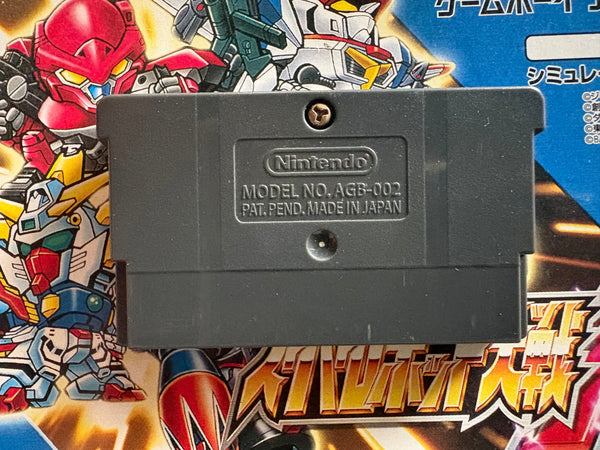 ゲームボーイ
シミュレ
Nintendo
MODEL NO. AGB-002
PAT. PEND. MADE IN JAPAN
スーパーロボット大戦